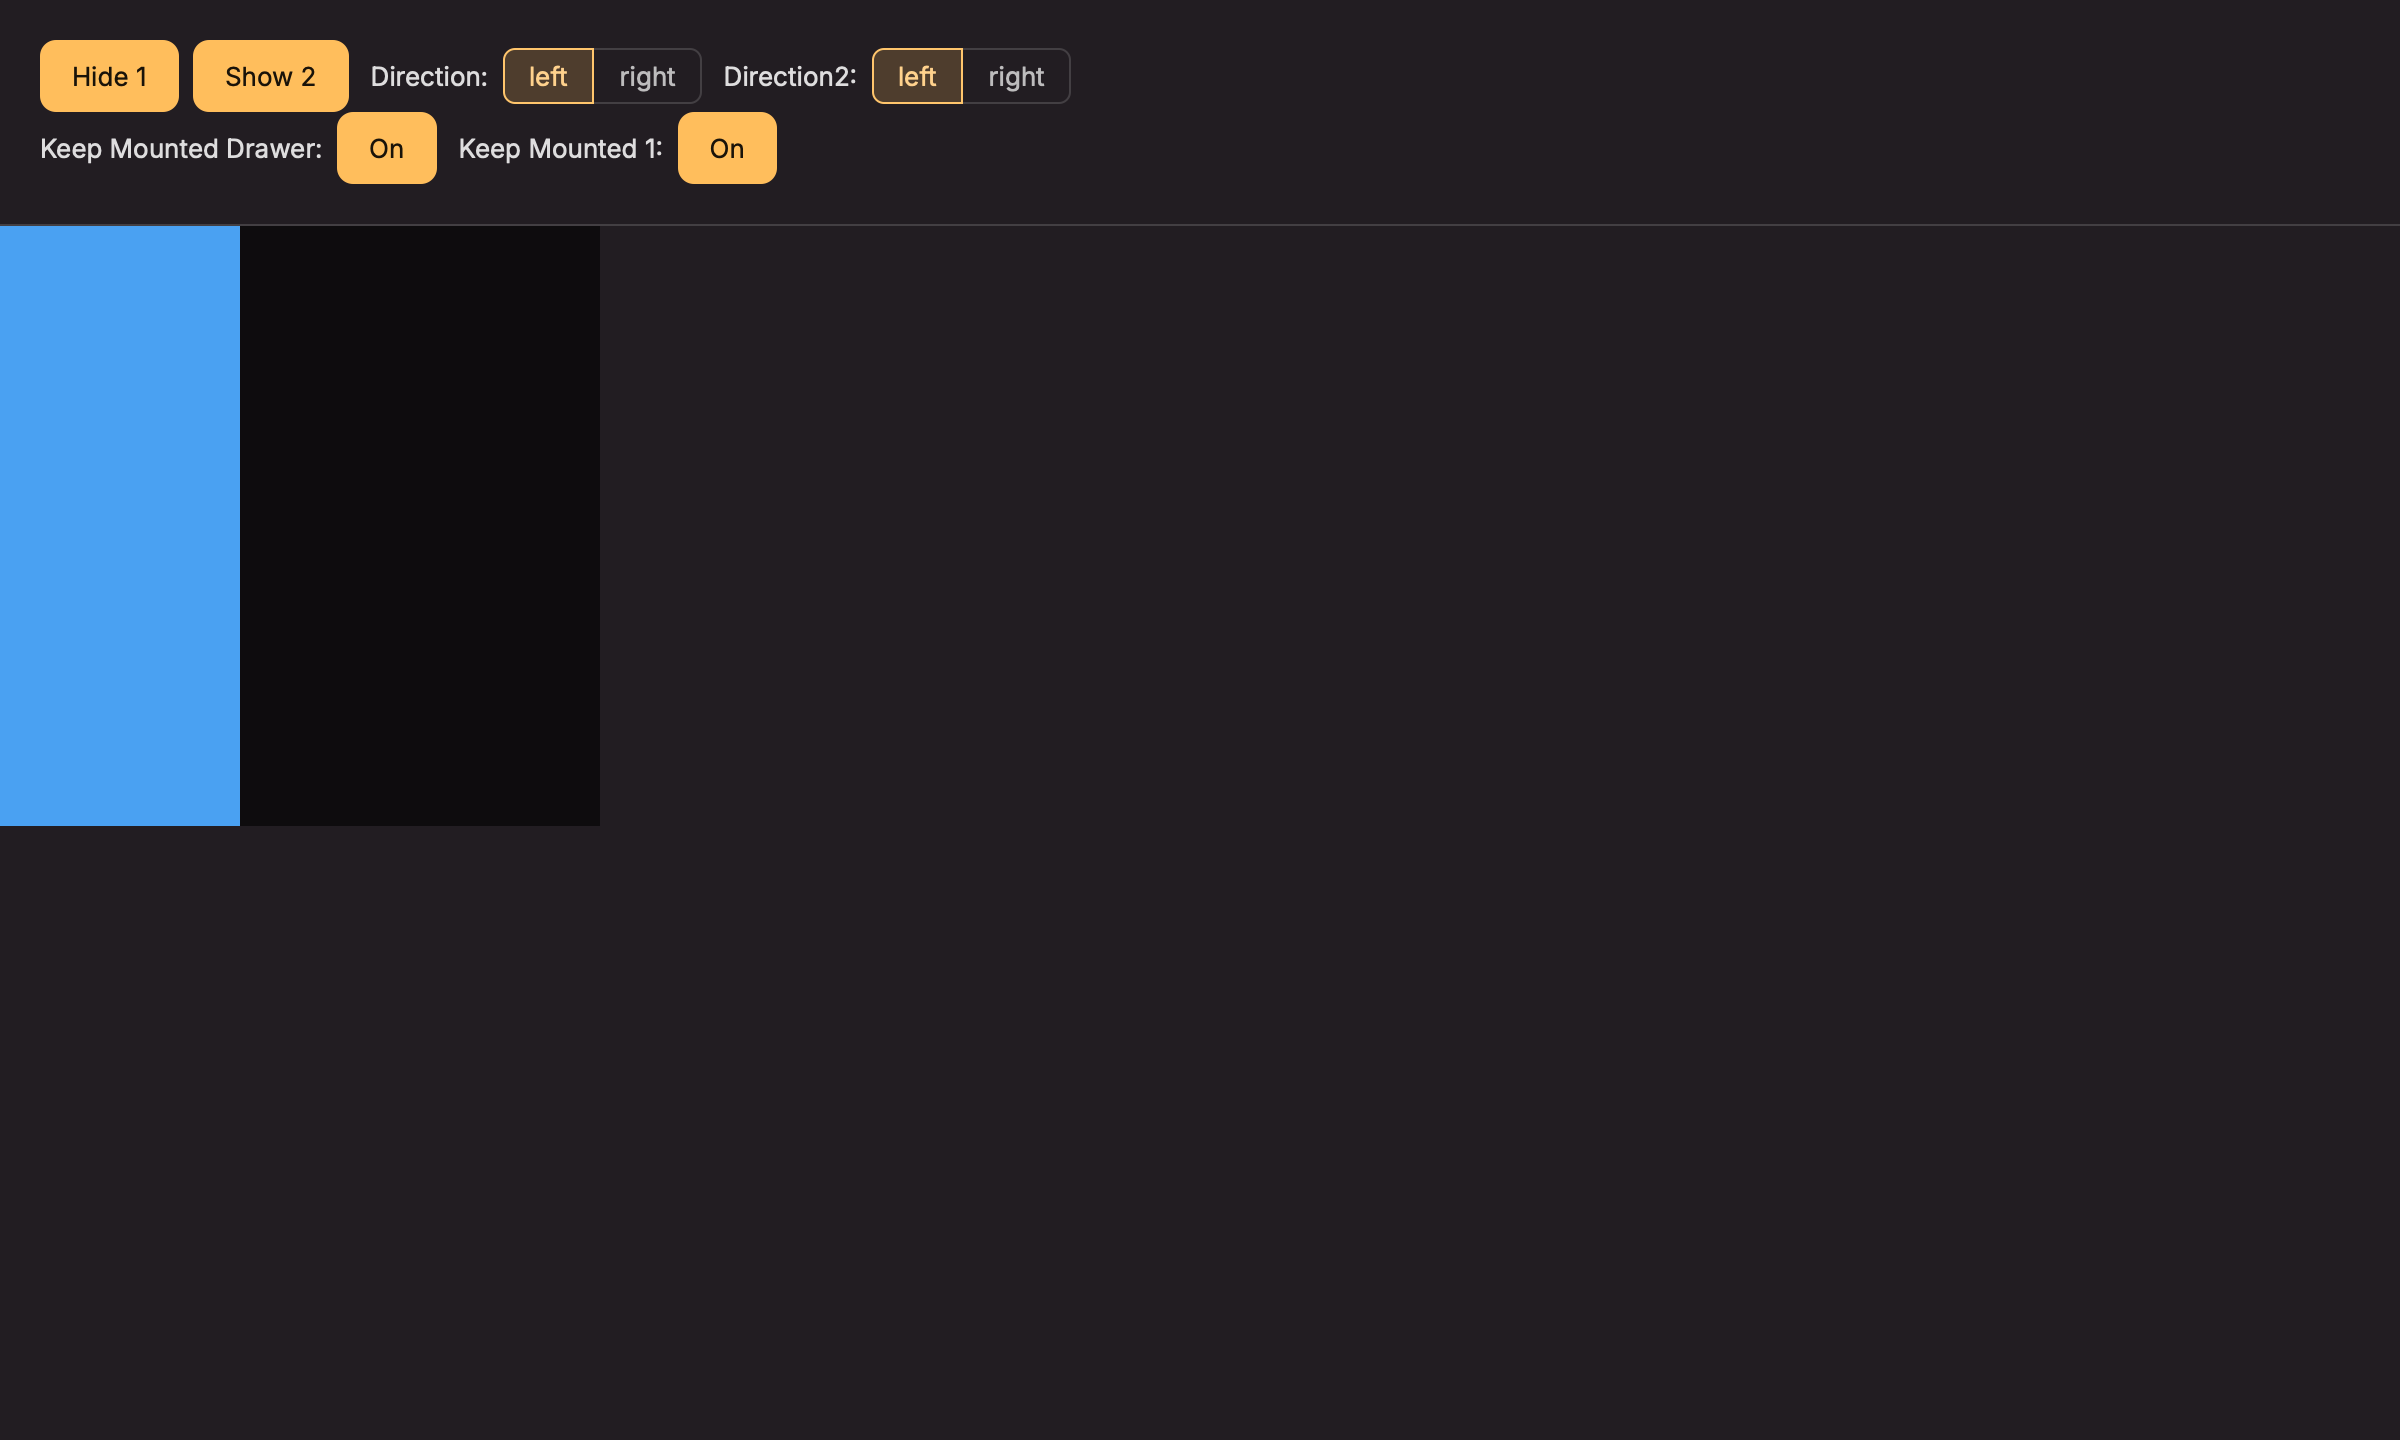 Hide 1 Show 2 Direction: left right Direction2: left right
Keep Mounted Drawer: On Keep Mounted 1: On